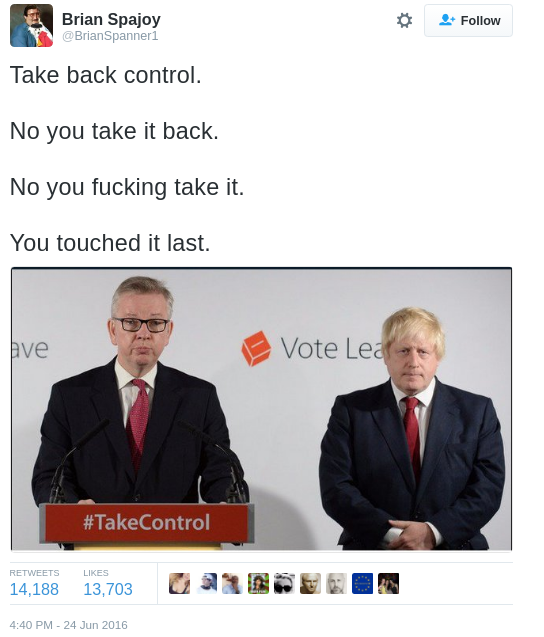 Brian Spajoy
@BrianSpanner1
Follow
Take back control.
No you take it back.
No you fucking take it.
You touched it last.
ave
Vote Lea
#TakeControl
RETWEETS
14,188
LIKES
13,703
4:40 PM - 24 Jun 2016